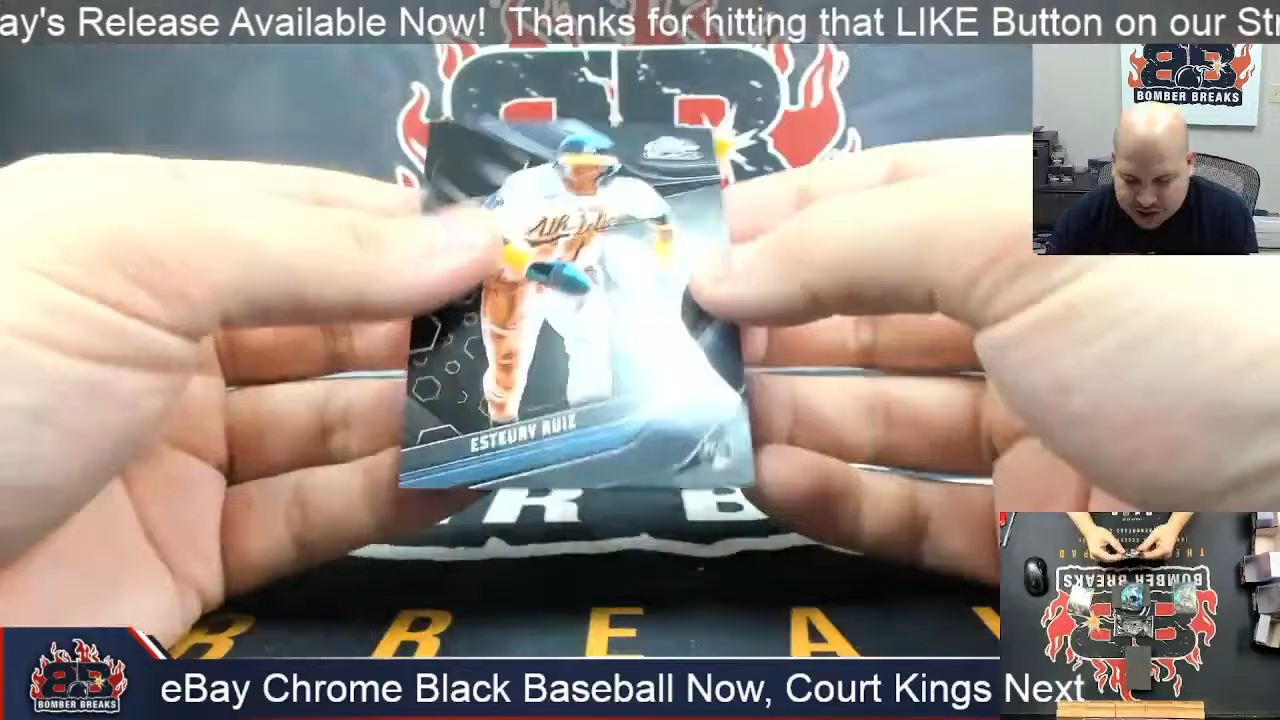 ay's Release Available Now!  Thanks for hitting that LIKE Button on our Str
BOMBER BREAKS
Athletics
ESTEURY RUIZ
R B
B R E A
BOMBER BREAKS
BOMBER BREAKS
eBay Chrome Black Baseball Now, Court Kings Next